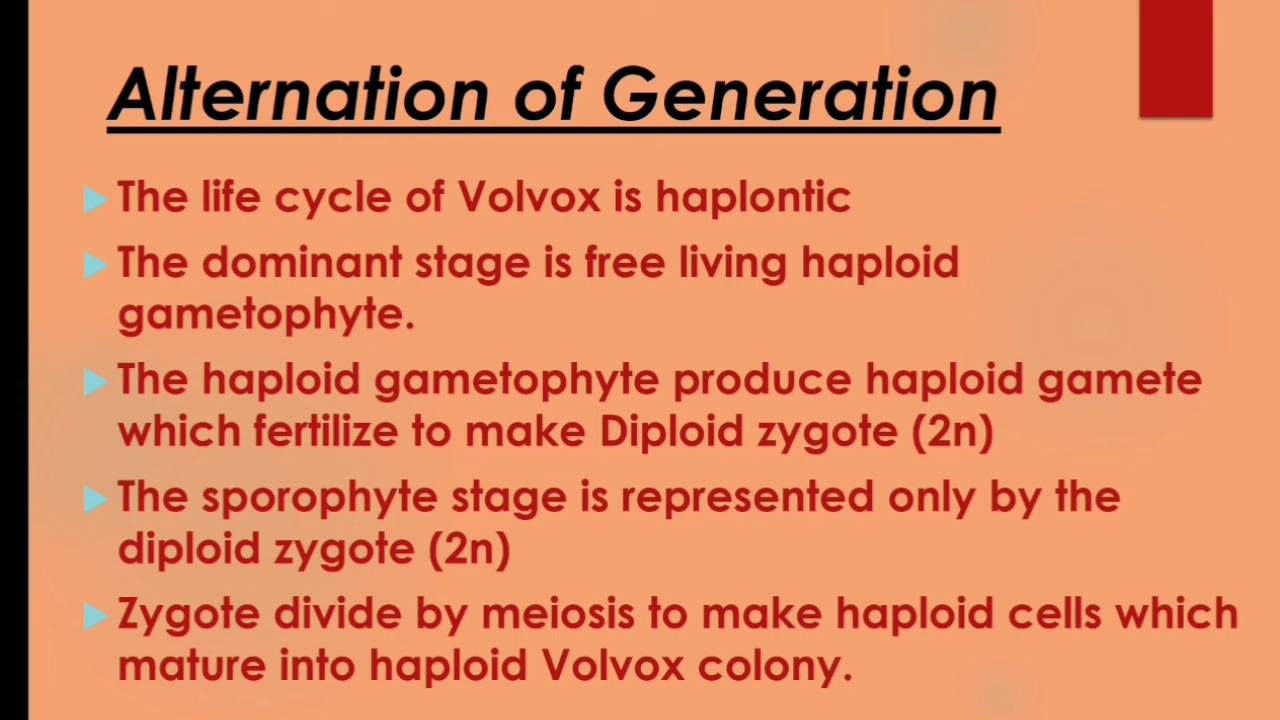 Alternation of Generation
The life cycle of Volvox is haplontic
The dominant stage is free living haploid
gametophyte.
The haploid gametophyte produce haploid gamete
which fertilize to make Diploid zygote (2n)
The sporophyte stage is represented only by the
diploid zygote (2n)
Zygote divide by meiosis to make haploid cells which
mature into haploid Volvox colony.